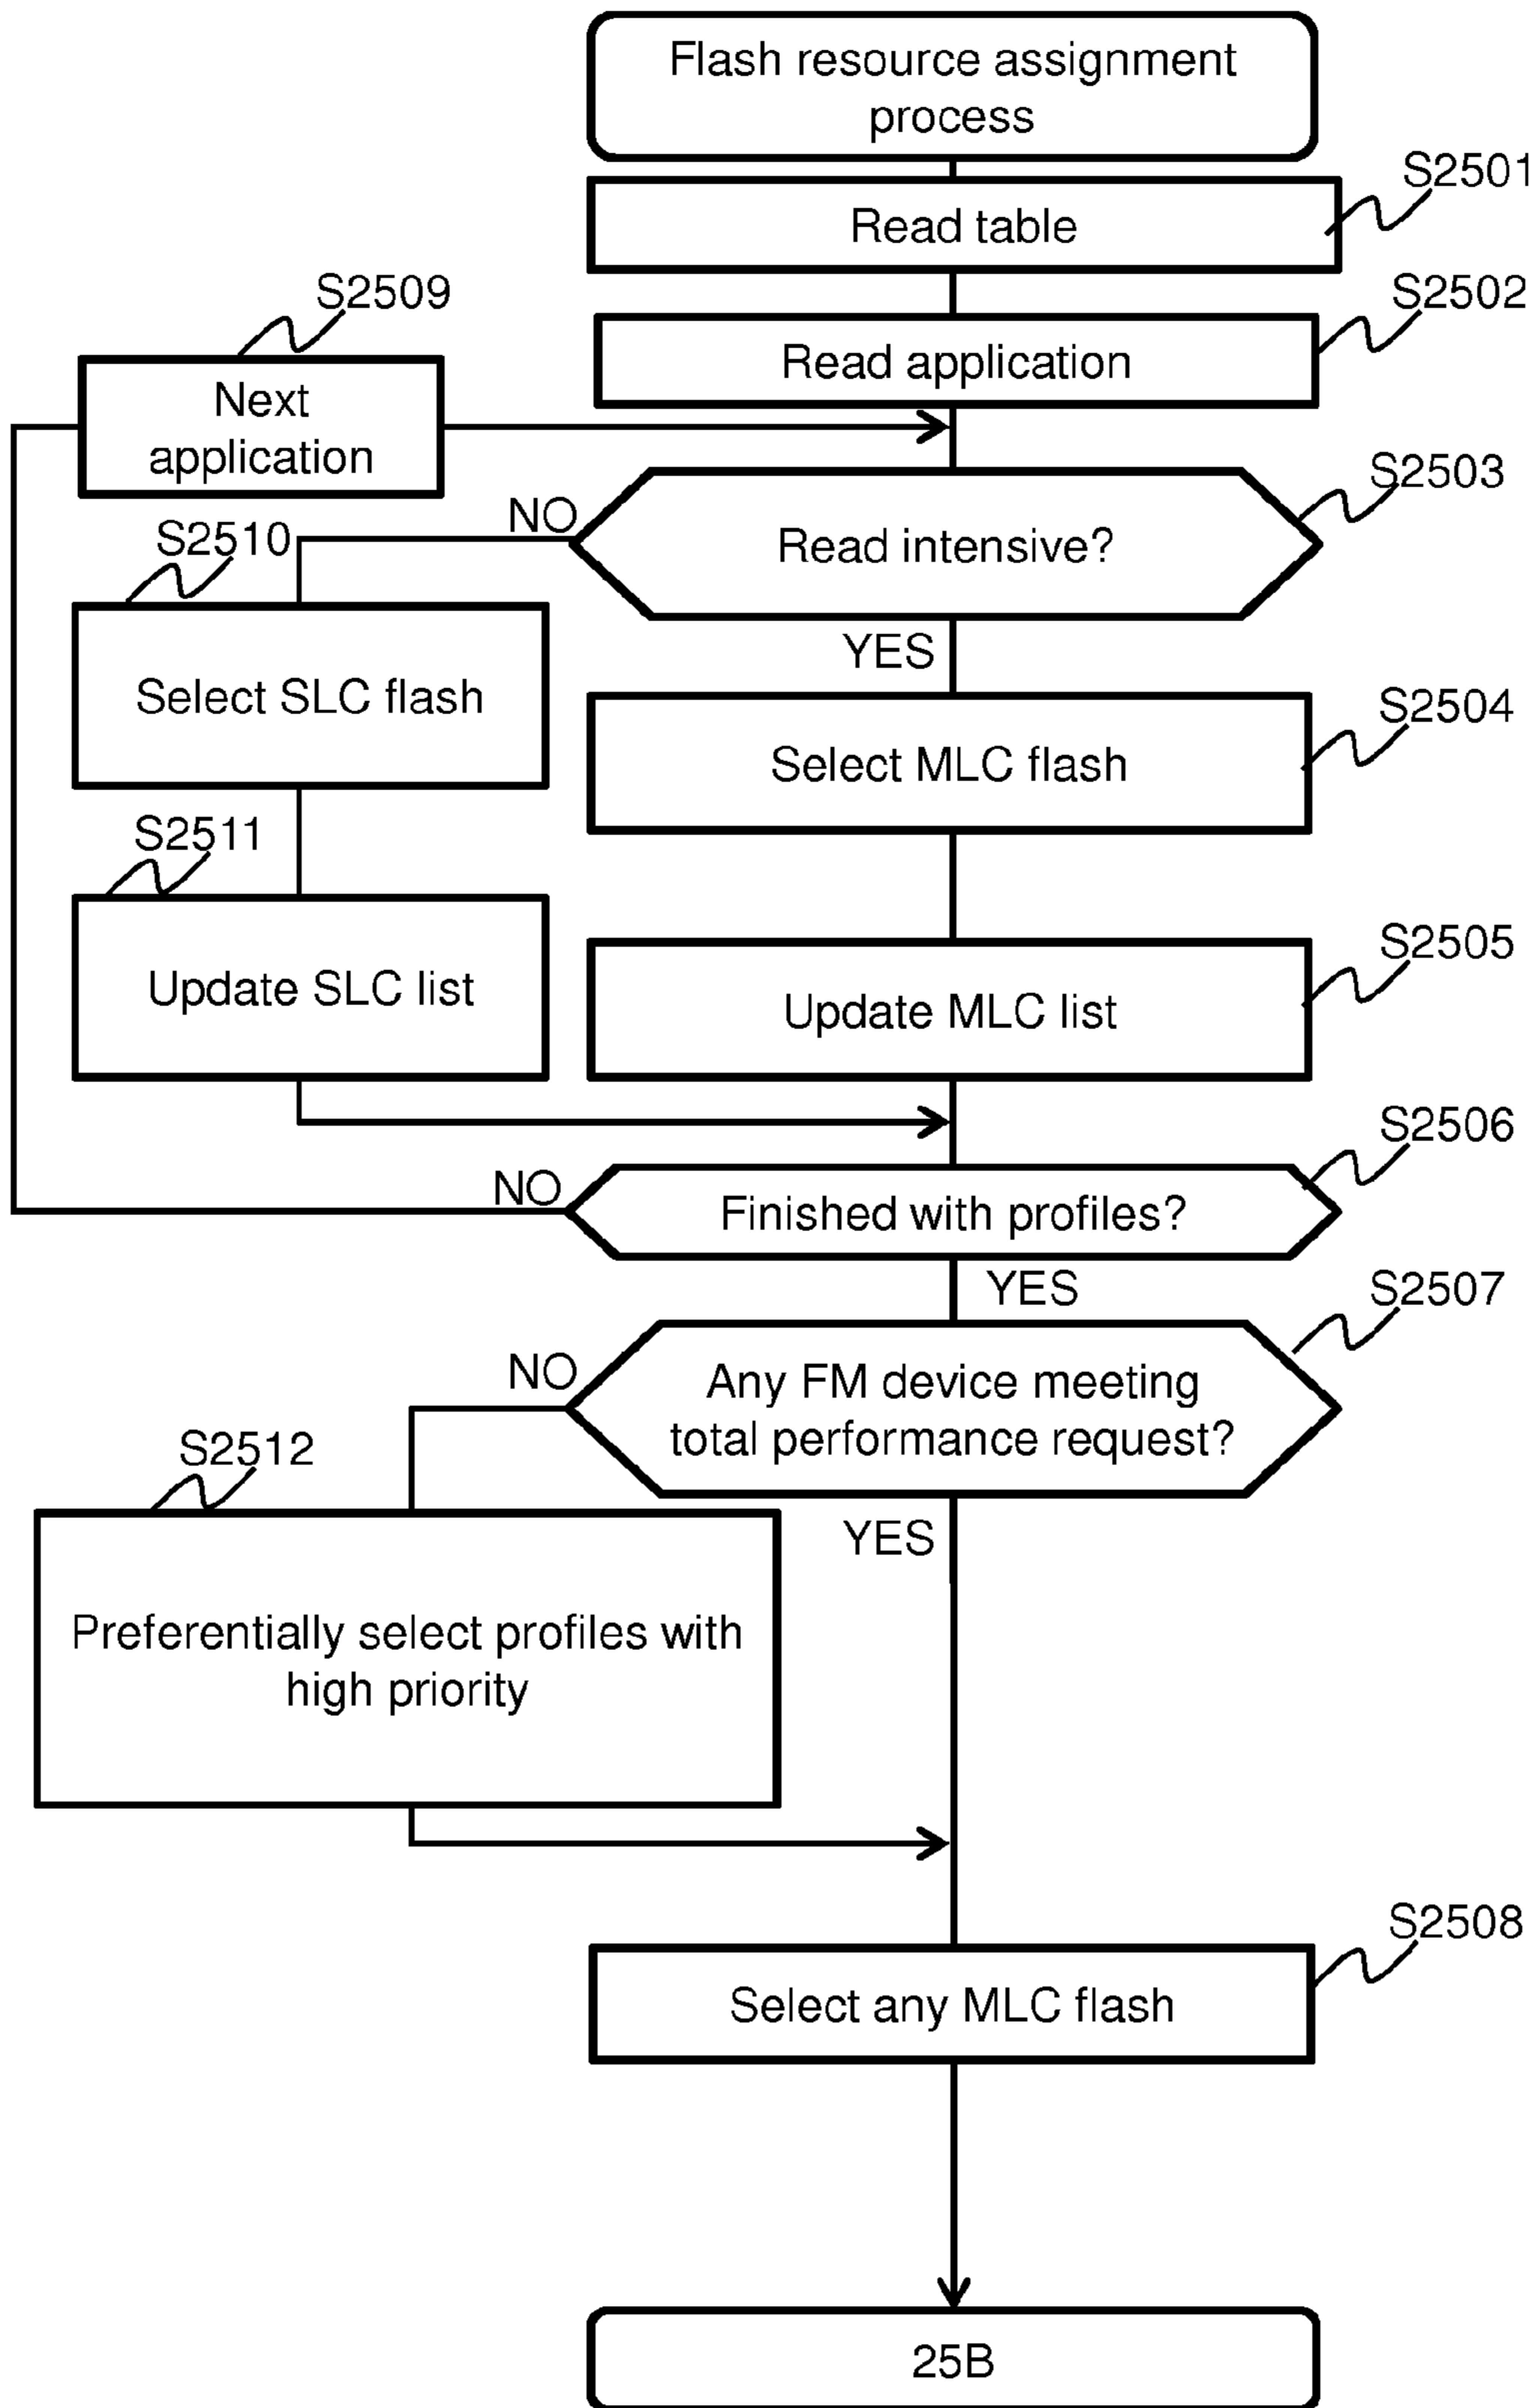 Flash resource assignment
process
S2501
Read table
S2509
S2502
Read application
Next
application
S2503
NO
Read intensive?
S2510
YES
Select SLC flash
S2504
Select MLC flash
S2511
S2505
Update SLC list
Update MLC list
S2506
NO
Finished with profiles?
YES
S2507
NO
Any FM device meeting
total performance request?
S2512
YES
Preferentially select profiles with
high priority
S2508
Select any MLC flash
25B